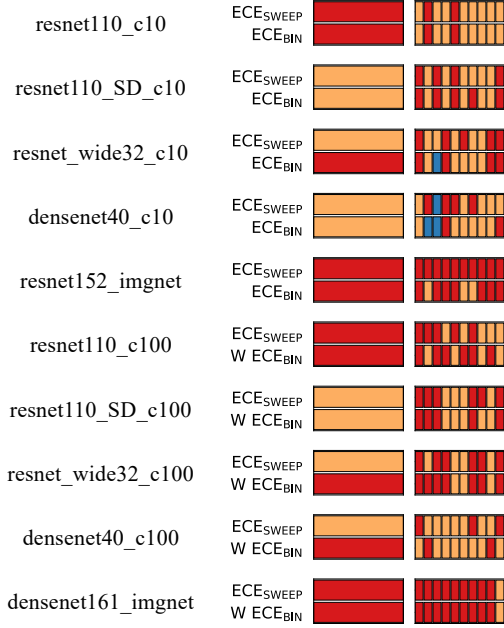 resnet110_c10
ECESWEEP
ECEBIN
resnet110_SD_c10
ECESWEEP
ECEBIN
resnet_wide32_c10
ECESWEEP
ECEBIN
densenet40_c10
ECESWEEP
ECEBIN
resnet152_imgnet
ECESWEEP
ECEBIN
resnet110_c100
ECESWEEP
W ECEBIN
resnet110_SD_c100
ECESWEEP
W ECEBIN
resnet_wide32_c100
ECESWEEP
W ECEBIN
densenet40_c100
ECESWEEP
W ECEBIN
densenet161_imgnet
ECESWEEP
W ECEBIN